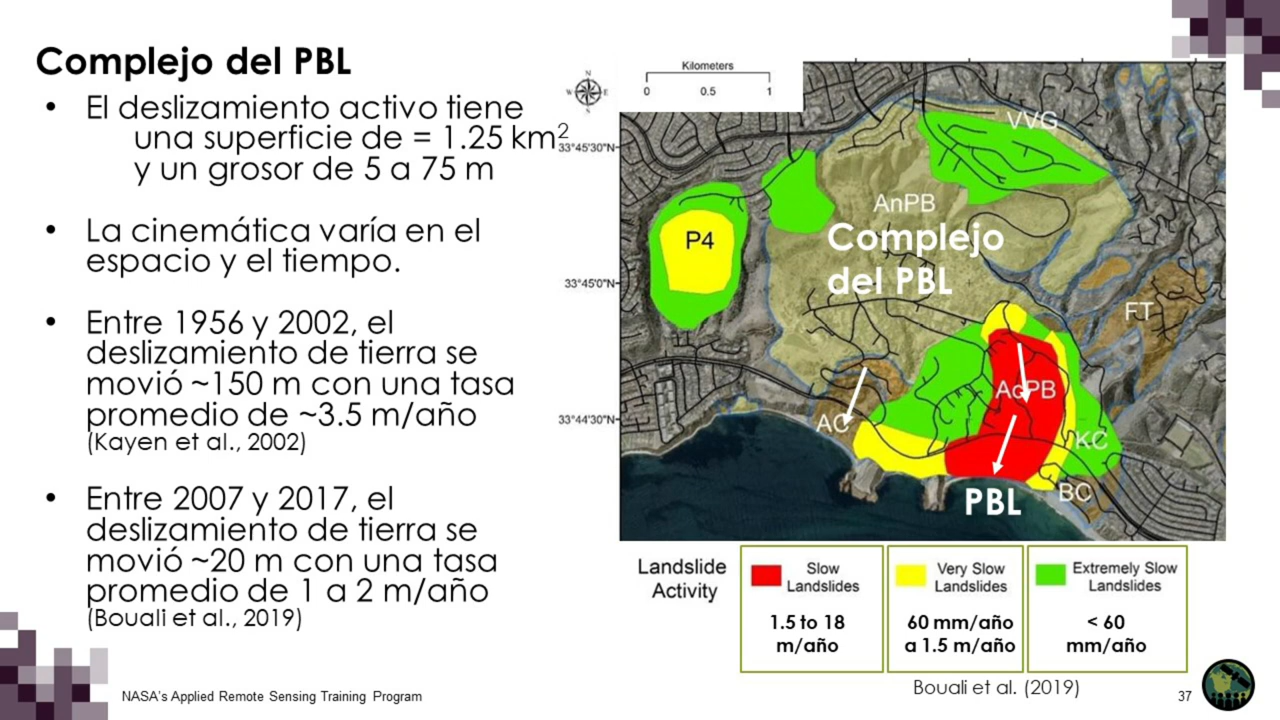 Complejo del PBL
• El deslizamiento activo tiene
una superficie de = 1.25 km2
y un grosor de 5 a 75 m
• La cinemática varía en el
espacio y el tiempo.
• Entre 1956 y 2002, el
deslizamiento de tierra se
movió ~150 m con una tasa
promedio de ~3.5 m/año
(Kayen et al., 2002)
• Entre 2007 y 2017, el
deslizamiento de tierra se
movió ~20 m con una tasa
promedio de 1 a 2 m/año
(Bouali et al., 2019)
N
W E
S
Kilometers
0 0.5 1
33°45'30"N
33°45'0"N
33°44'30"N
VVG
AnPB
P4
Complejo
del PBL
FT
AcPB
AC
KC
BC
PBL
Landslide
Activity
Slow
Landslides
1.5 to 18
m/año
Very Slow
Landslides
60 mm/año
a 1.5 m/año
Extremely Slow
Landslides
< 60
mm/año
Bouali et al. (2019)
NASA's Applied Remote Sensing Training Program
37